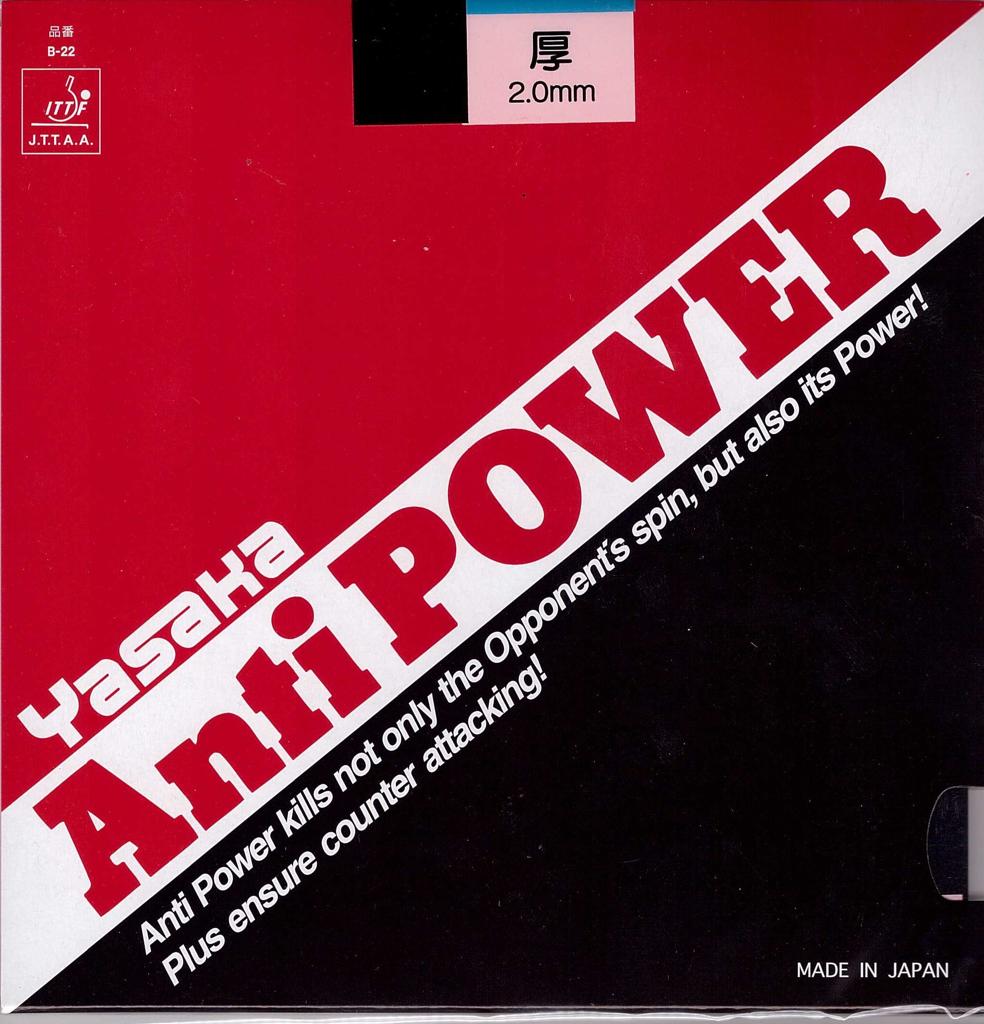 品番
B-22
ITTF
J.T.T.A.A.
厚
2.0mm
Yasaka
Anti POWER
Anti Power kills not only the Opponent's spin, but also its Power!
Plus ensure counter attacking!
MADE IN JAPAN